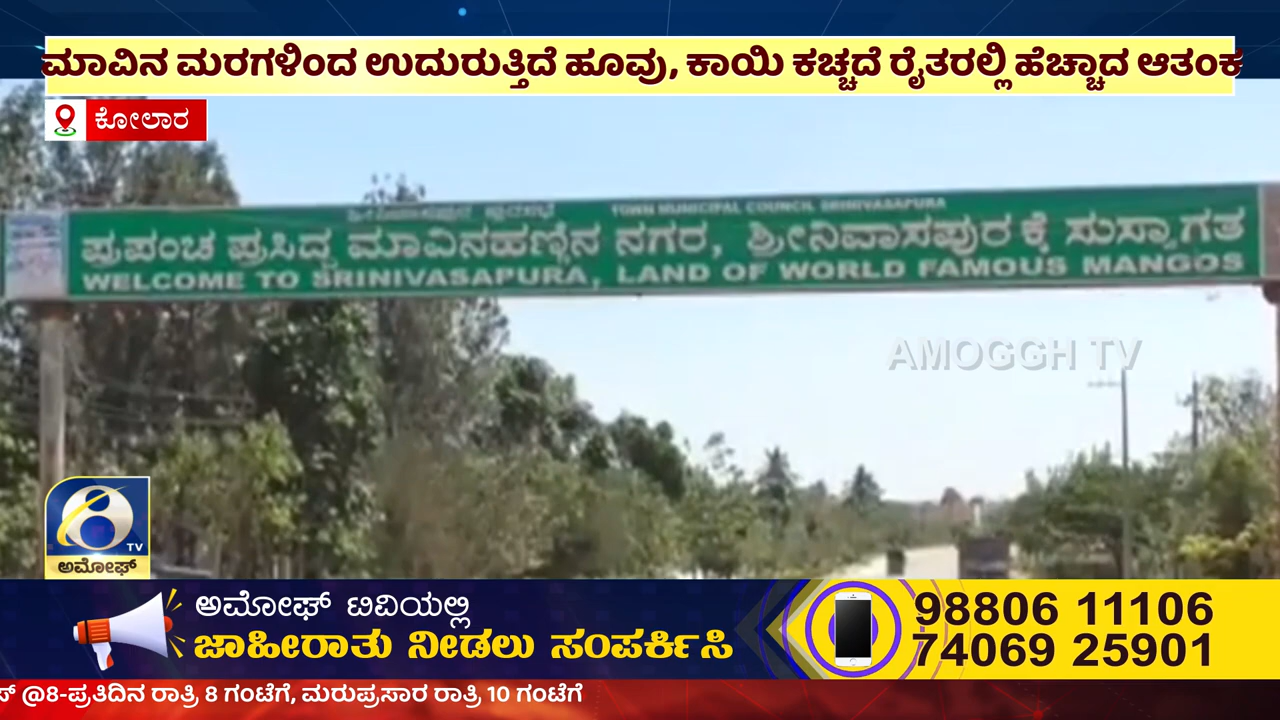 ಮಾವಿನ ಮರಗಳಿಂದ ಉದುರುತ್ತಿದೆ ಹೂವು, ಕಾಯಿ ಕಚ್ಚದೆ ರೈತರಲ್ಲಿ ಹೆಚ್ಚಾದ ಆತಂಕ
ಕೋಲಾರ
TOWN MUNICIPAL COUNCIL SRINIVASAPURA
ಪ್ರಪಂಚ ಪ್ರಸಿದ್ಧ ಮಾವಿನಹಣ್ಣಿನ ನಗರ, ಶ್ರೀನಿವಾಸಪುರಕ್ಕೆ ಸುಸ್ವಾಗತ
WELCOME TO SRINIVASAPURA, LAND OF WORLD FAMOUS MANGOS
AMOGGH TV
8 TV
ಅಮೋಘ್
ಅಮೋಘ್ ಟಿವಿಯಲ್ಲಿ
ಜಾಹೀರಾತು ನೀಡಲು ಸಂಪರ್ಕಿಸಿ
98806 11106
74069 25901
ಸ್ @8-ಪ್ರತಿದಿನ ರಾತ್ರಿ 8 ಗಂಟೆಗೆ, ಮರುಪ್ರಸಾರ ರಾತ್ರಿ 10 ಗಂಟೆಗೆ